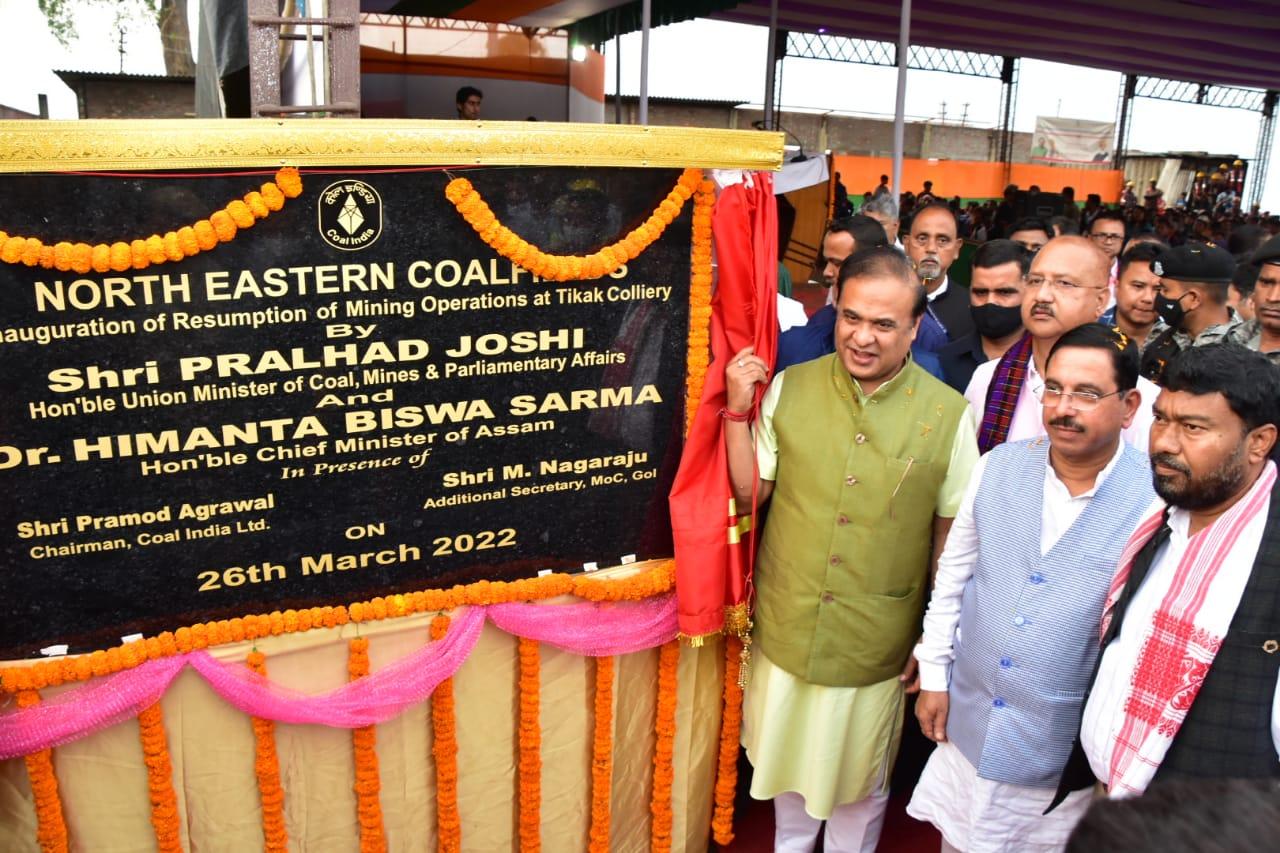 कोल इण्डिया
Coal India
NORTH EASTERN
Inauguration of Resumption of Mining Operations at Tikak Colliery
By
Shri PRALHAD JOSHI
Hon'ble Union Minister of Coal, Mines & Parliamentary Affairs
And
Dr. HIMANTA BISWA SARMA
Hon'ble Chief Minister of Assam
In Presence of
Shri Pramod Agrawal
Chairman, Coal India Ltd.
Shri M. Nagaraju
Additional Secretary, MoC, GoI
ON
26th March 2022